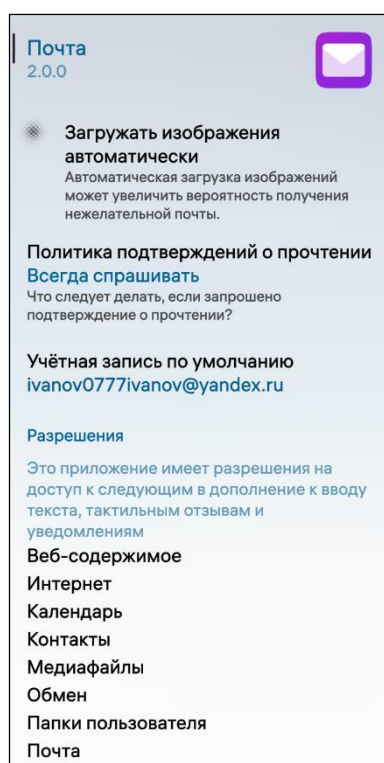 Почта
2.0.0
Загружать изображения
автоматически
Автоматическая загрузка изображений
может увеличить вероятность получения
нежелательной почты.
Политика подтверждений о прочтении
Всегда спрашивать
Что следует делать, если запрошено
подтверждение о прочтении?
Учётная запись по умолчанию
ivanov0777ivanov@yandex.ru
Разрешения
Это приложение имеет разрешения на
доступ к следующим в дополнение к вводу
текста, тактильным отзывам и
уведомлениям
Веб-содержимое
Интернет
Календарь
Контакты
Медиафайлы
Обмен
Папки пользователя
Почта